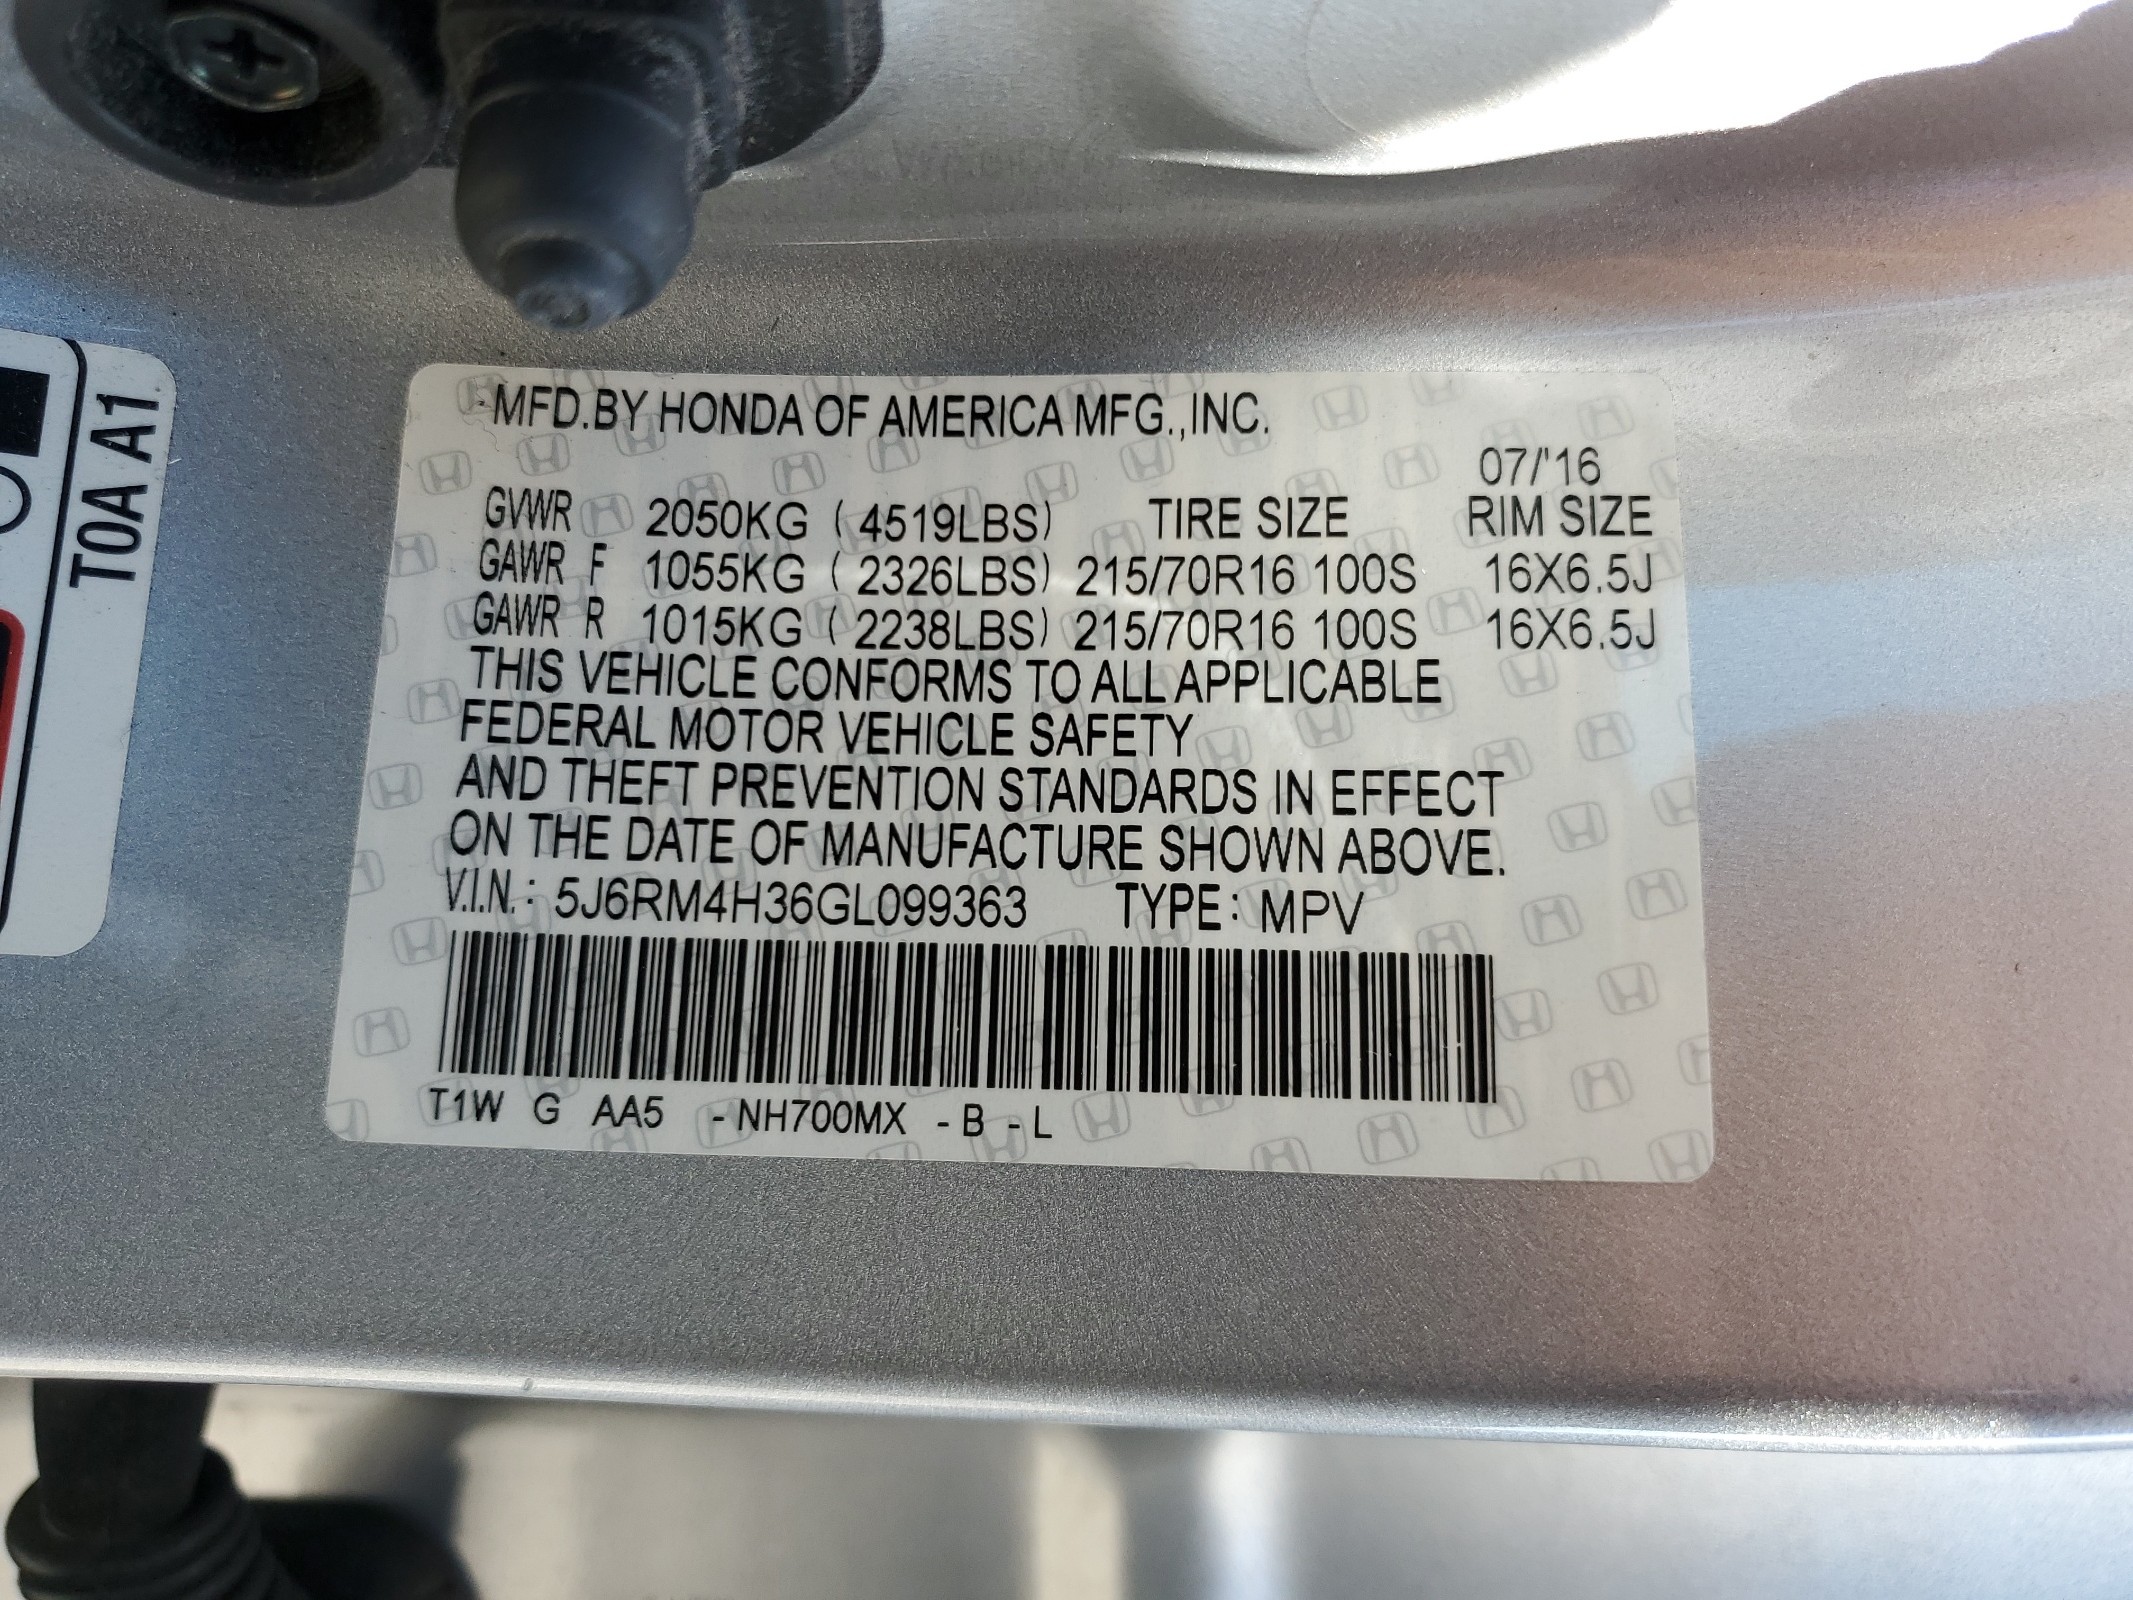 MFD.BY HONDA OF AMERICA MFG.,INC.
07/'16
GVWR 2050KG ( 4519LBS) TIRE SIZE RIM SIZE
GAWR F 1055KG ( 2326LBS) 215/70R16 100S 16X6.5J
GAWR R 1015KG ( 2238LBS) 215/70R16 100S 16X6.5J
THIS VEHICLE CONFORMS TO ALL APPLICABLE
FEDERAL MOTOR VEHICLE SAFETY
AND THEFT PREVENTION STANDARDS IN EFFECT
ON THE DATE OF MANUFACTURE SHOWN ABOVE.
V.I.N.: 5J6RM4H36GL099363 TYPE: MPV
T1W G AA5 -NH700MX -B -L
T0A A1